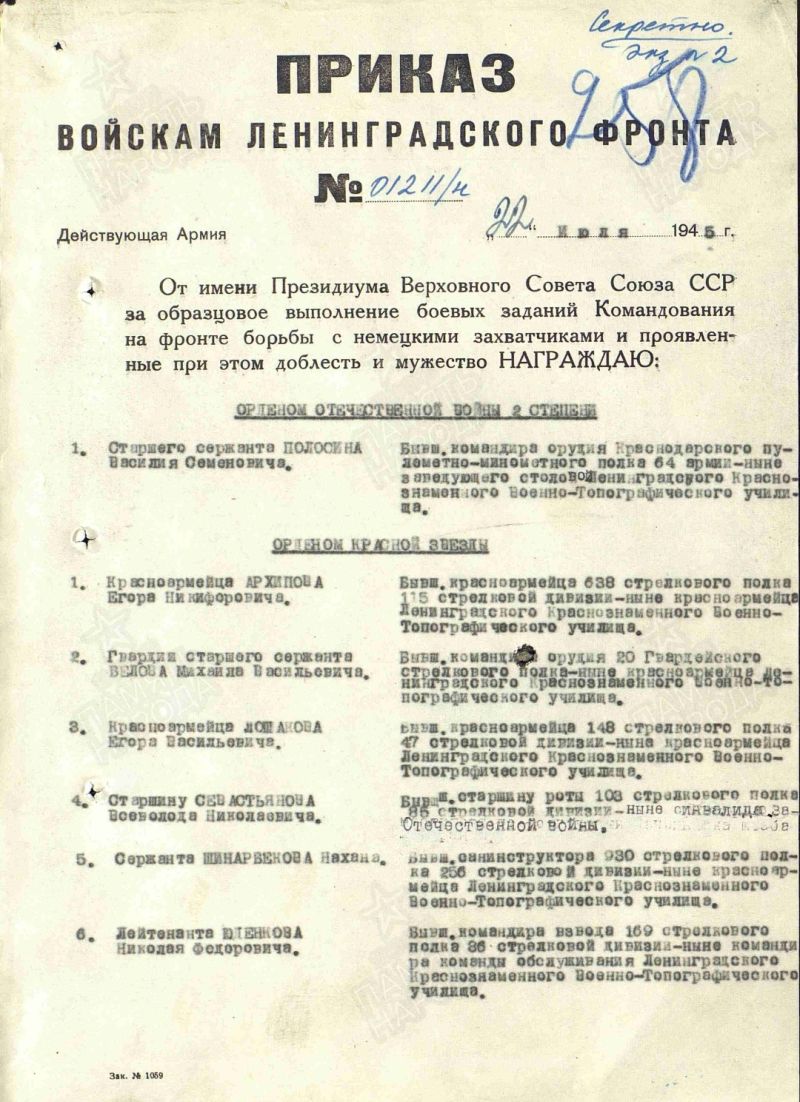 Секретно.
Экз № 2
958
ПРИКАЗ
ВОЙСКАМ ЛЕНИНГРАДСКОГО ФРОНТА
№ 01211/н
Действующая Армия „22“ Июля 1945 г.
От имени Президиума Верховного Совета Союза ССР
за образцовое выполнение боевых заданий Командования
на фронте борьбы с немецкими захватчиками и проявлен-
ные при этом доблесть и мужество НАГРАЖДАЮ:
ОРДЕНОМ ОТЕЧЕСТВЕННОЙ ВОЙНЫ 2 СТЕПЕНИ
1. Старшего сержанта ПОЛОСИНА
Василия Семеновича.
Бывш.командира орудия Краснодарского пу-
леметно-минометного полка 64 армии-ныне
заведующего столовой Ленинградского Красно-
знаменного Военно-Топографического учили-
ща.
ОРДЕНОМ КРАСНОЙ ЗВЕЗДЫ
1. Красноармейца АРХИПОВА
Егора Никифоровича.
Бывш.красноармейца 638 стрелкового полка
115 стрелковой дивизии-ныне красноармейца
Ленинградского Краснознаменного Военно-
Топографического училища.
2. Гвардии старшего сержанта
БЕЛОВА Михаила Васильевича.
Бывш.команди орудия 20 Гвардейского
стрелкового полка-ныне красноармейца Ле-
нинградского Краснознаменного Военно-То-
пографического училища.
3. Красноармейца ЛОШАКОВА
Егора Васильевича.
Бывш.красноармейца 148 стрелкового полка
47 стрелковой дивизии-ныне красноармейца
Ленинградского Краснознаменного Военно-
Топографического училища.
4. Старшину СЕВАСТЬЯНОВА
Всеволода Николаевича.
Бывш.старшину роты 103 стрелкового полка
86 стрелковой дивизии-ныне инвалида
Отечественной войны.
5. Сержанта ШИНАРБЕКОВА Нахана.
Бывш.санинструктора 930 стрелкового пол-
ка 256 стрелковой дивизии-ныне красноар-
мейца Ленинградского Краснознаменного
Военно-Топографического училища.
6. Лейтенанта
Николая Федоровича.
Бывш.командира взвода 169 стрелкового
полка 86 стрелковой дивизии-ныне команди
ра команды обслуживания Ленинградского
Краснознаменного Военно-Топографического
училища.
Зак. № 1059